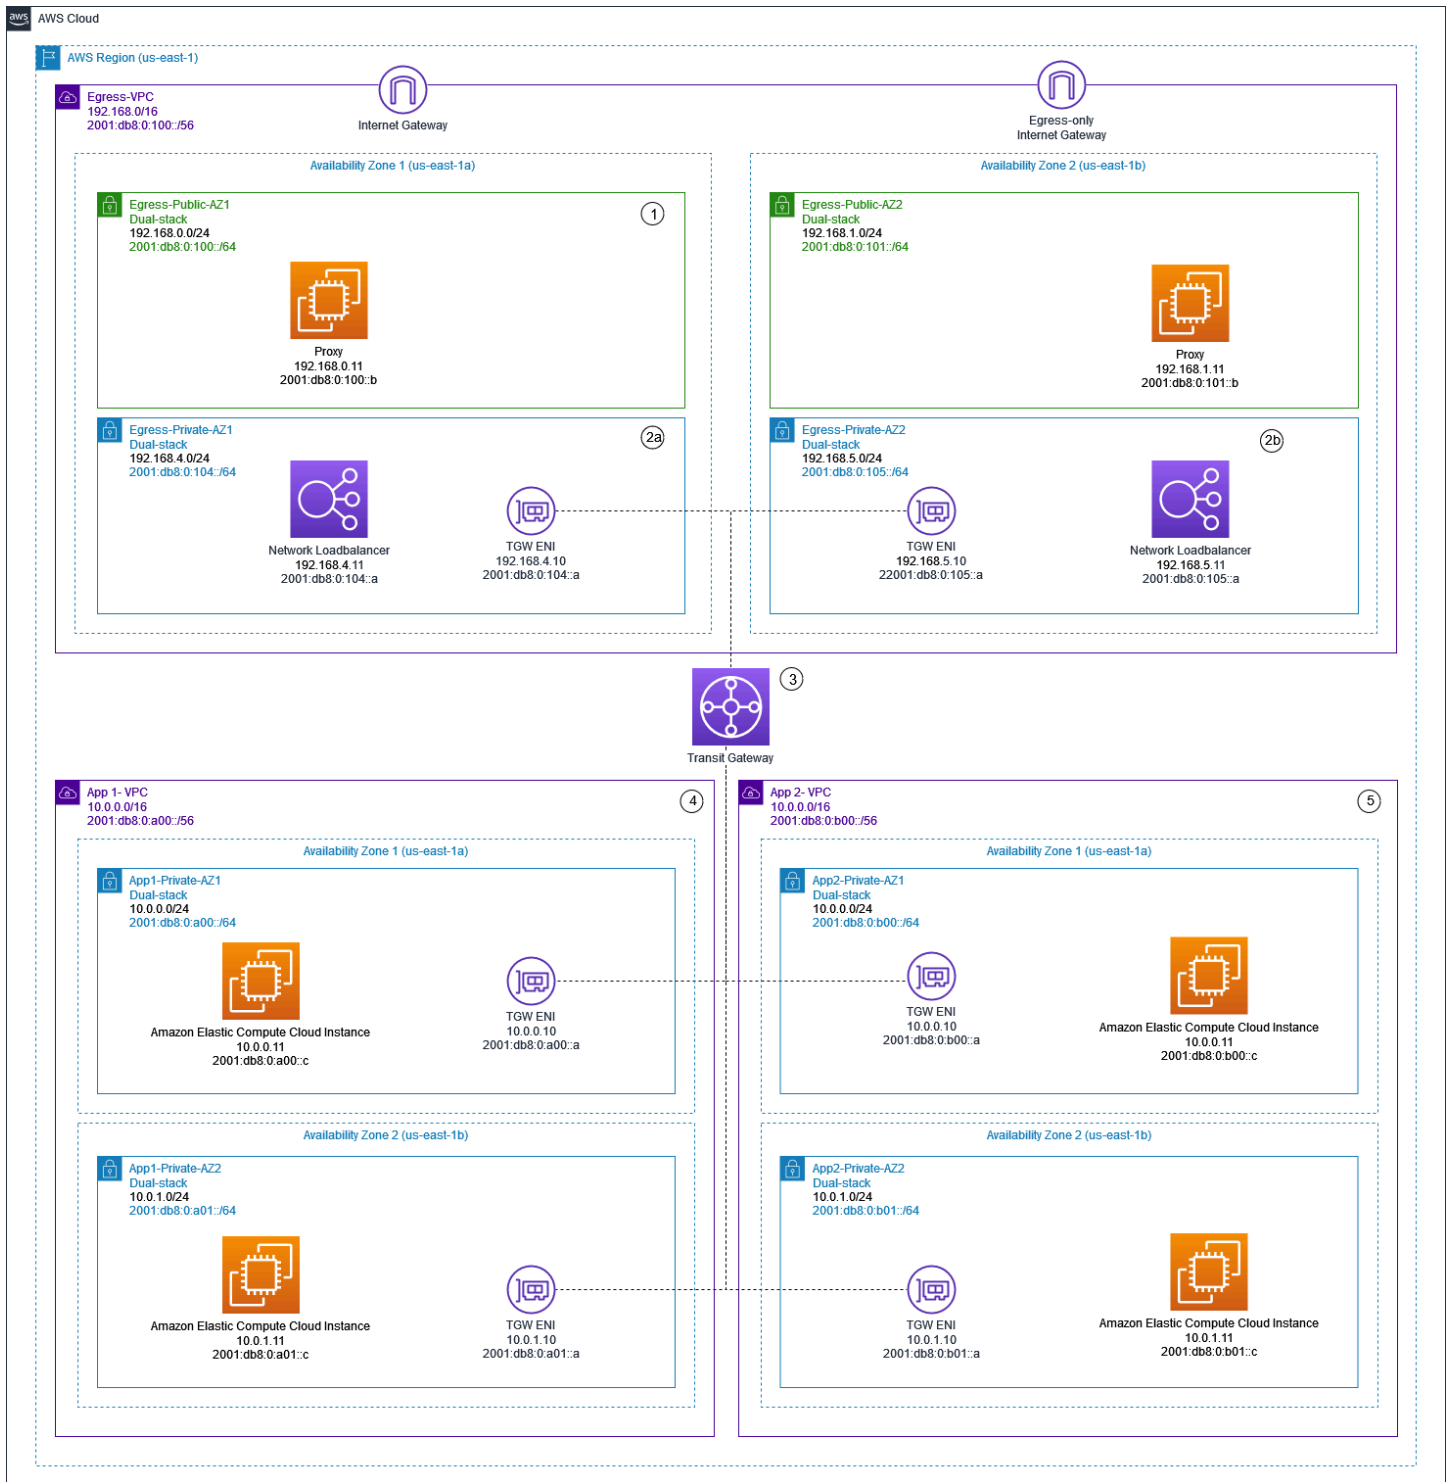 aws
AWS Cloud
AWS Region (us-east-1)
Egress-VPC
192.168.0/16
2001:db8:0:100::/56
Internet Gateway
Egress-only
Internet Gateway
Availability Zone 1 (us-east-1a)
Egress-Public-AZ1
Dual-stack
192.168.0.0/24
2001:db8:0:100::/64
1
Proxy
192.168.0.11
2001:db8:0:100::b
Egress-Private-AZ1
Dual-stack
192.168.4.0/24
2001:db8:0:104::/64
2a
Network Loadbalancer
192.168.4.11
2001:db8:0:104::a
TGW ENI
192.168.4.10
2001:db8:0:104::a
Availability Zone 2 (us-east-1b)
Egress-Public-AZ2
Dual-stack
192.168.1.0/24
2001:db8:0:101::/64
Proxy
192.168.1.11
2001:db8:0:101::b
Egress-Private-AZ2
Dual-stack
192.168.5.0/24
2001:db8:0:105::/64
2b
TGW ENI
192.168.5.10
22001:db8:0:105::a
Network Loadbalancer
192.168.5.11
2001:db8:0:105::a
3
Transit Gateway
App 1- VPC
10.0.0.0/16
2001:db8:0:a00::/56
4
Availability Zone 1 (us-east-1a)
App1-Private-AZ1
Dual-stack
10.0.0.0/24
2001:db8:0:a00::/64
Amazon Elastic Compute Cloud Instance
10.0.0.11
2001:db8:0:a00::c
TGW ENI
10.0.0.10
2001:db8:0:a00::a
Availability Zone 2 (us-east-1b)
App1-Private-AZ2
Dual-stack
10.0.1.0/24
2001:db8:0:a01::/64
Amazon Elastic Compute Cloud Instance
10.0.1.11
2001:db8:0:a01::c
TGW ENI
10.0.1.10
2001:db8:0:a01::a
App 2- VPC
10.0.0.0/16
2001:db8:0:b00::/56
5
Availability Zone 1 (us-east-1a)
App2-Private-AZ1
Dual-stack
10.0.0.0/24
2001:db8:0:b00::/64
TGW ENI
10.0.0.10
2001:db8:0:b00::a
Amazon Elastic Compute Cloud Instance
10.0.0.11
2001:db8:0:b00::c
Availability Zone 2 (us-east-1b)
App2-Private-AZ2
Dual-stack
10.0.1.0/24
2001:db8:0:b01::/64
TGW ENI
10.0.1.10
2001:db8:0:b01::a
Amazon Elastic Compute Cloud Instance
10.0.1.11
2001:db8:0:b01::c